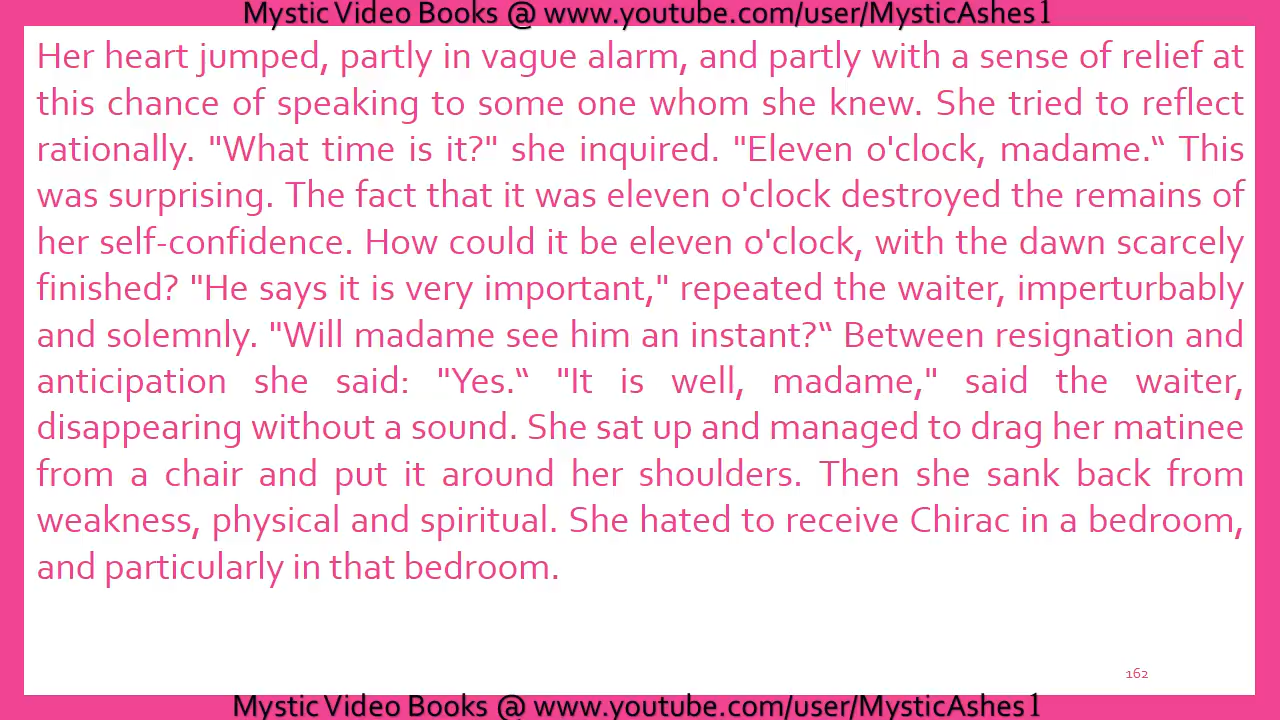 Mystic Video Books @ www.youtube.com/user/MysticAshes1
Her heart jumped, partly in vague alarm, and partly with a sense of relief at
this chance of speaking to some one whom she knew. She tried to reflect
rationally. "What time is it?" she inquired. "Eleven o'clock, madame.“ This
was surprising. The fact that it was eleven o'clock destroyed the remains of
her self-confidence. How could it be eleven o'clock, with the dawn scarcely
finished? "He says it is very important," repeated the waiter, imperturbably
and solemnly. "Will madame see him an instant?“ Between resignation and
anticipation she said: "Yes.“ "It is well, madame," said the waiter,
disappearing without a sound. She sat up and managed to drag her matinee
from a chair and put it around her shoulders. Then she sank back from
weakness, physical and spiritual. She hated to receive Chirac in a bedroom,
and particularly in that bedroom.
162
Mystic Video Books @ www.youtube.com/user/MysticAshes1